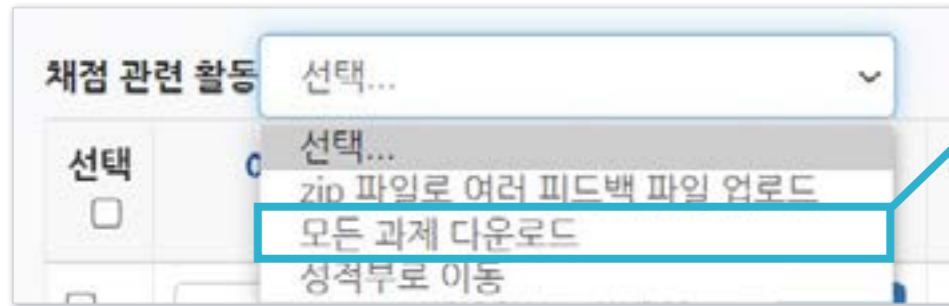 채점 관련 활동 선택...
선택 선택...
zip 파일로 여러 피드백 파일 업로드
모든 과제 다운로드
성적부로 이동